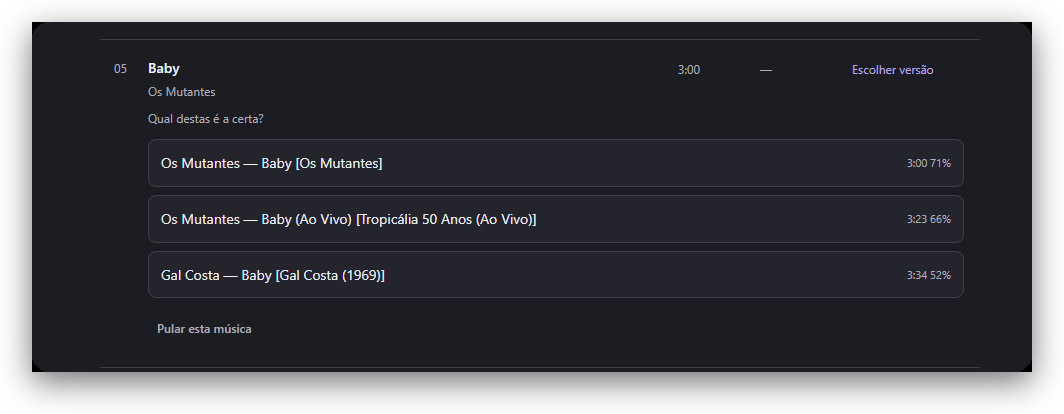 05 Baby 3:00 — Escolher versão
Os Mutantes
Qual destas é a certa?
Os Mutantes — Baby [Os Mutantes] 3:00 71%
Os Mutantes — Baby (Ao Vivo) [Tropicália 50 Anos (Ao Vivo)] 3:23 66%
Gal Costa — Baby [Gal Costa (1969)] 3:34 52%
Pular esta música